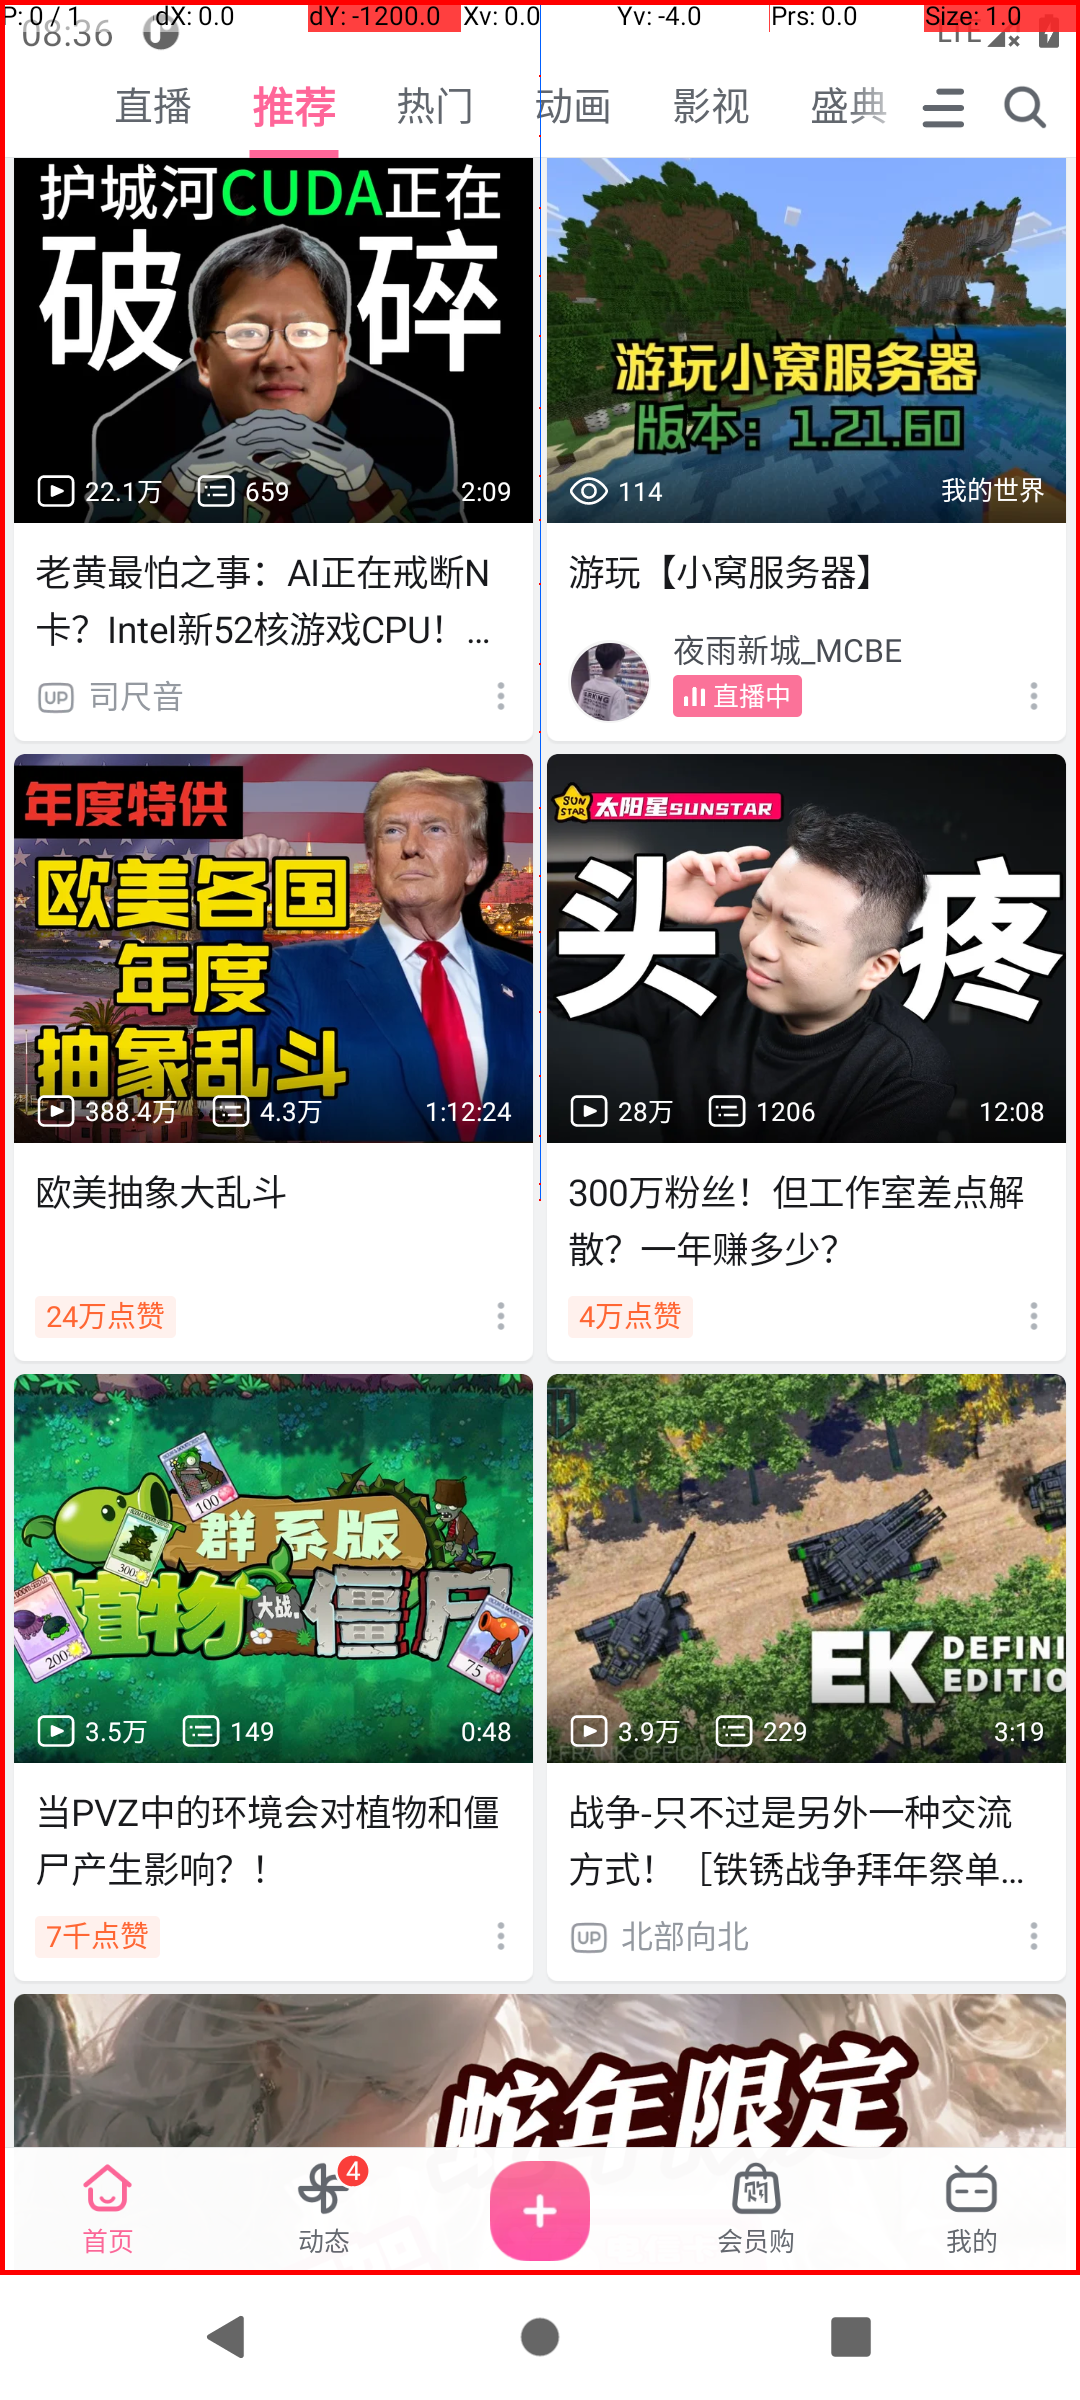 P: 0 / 1
dX: 0.0
dY: -1200.0
Xv: 0.0
Yv: -4.0
Prs: 0.0
Size: 1.0
08:36
LTE
直播
推荐
热门
动画
影视
盛典
护城河CUDA正在
破 碎
22.1万
659
2:09
老黄最怕之事：AI正在戒断N
卡？Intel新52核游戏CPU！...
UP 司尺音
游玩小窝服务器
版本：1.21.60
114
我的世界
游玩【小窝服务器】
夜雨新城_MCBE
直播中
年度特供
欧美各国
年度
抽象乱斗
388.4万
4.3万
1:12:24
欧美抽象大乱斗
24万点赞
SUN STAR
太阳星SUNSTAR
头 疼
28万
1206
12:08
300万粉丝！但工作室差点解
散？一年赚多少？
4万点赞
100
300
群系版
植物大战僵尸
200
75
3.5万
149
0:48
当PVZ中的环境会对植物和僵
尸产生影响？！
7千点赞
EK DEFINI
EDITIO
3.9万
229
3:19
FRANK OFFICIAL
战争-只不过是另外一种交流
方式！［铁锈战争拜年祭单...
UP 北部向北
蛇年限定
首页
动态
4
会员购
我的